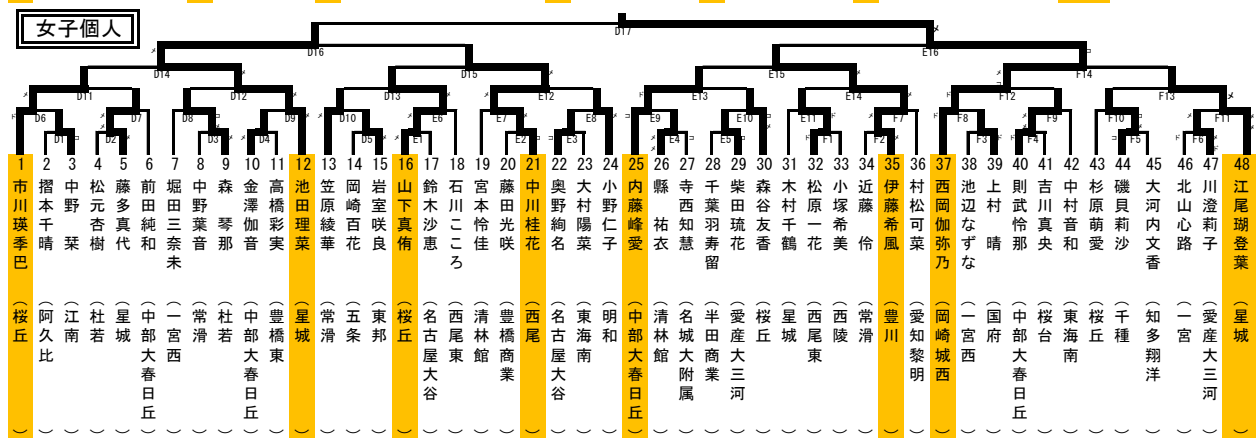 女子個人
D17
D16
E16
D14
D15
E15
F14
D11
D12
D13
E12
E13
E14
F12
F13
D6
D7
D8
D9
D10
E6
E7
E8
E9
E10
E11
F7
F8
F9
F10
F11
D1
D2
D3
D4
D5
E1
E2
E3
E4
E5
F1
F2
F3
F4
F5
F6
1 市川瑛季巴 （桜丘）
2 摺本千晴 （阿久比）
3 中野 栞 （江南）
4 松元杏樹 （杜若）
5 藤多真代 （星城）
6 前田純和 （中部大春日丘）
7 堀田三奈未 （一宮西）
8 中野葉音 （常滑）
9 森 琴那 （杜若）
10 金澤伽音 （中部大春日丘）
11 高橋彩実 （豊橋東）
12 池田理菜 （星城）
13 笠原綾華 （常滑）
14 岡崎百花 （五条）
15 岩室咲良 （東邦）
16 山下真侑 （桜丘）
17 鈴木沙恵 （名古屋大谷）
18 石川こころ （西尾東）
19 宮本怜佳 （清林館）
20 藤田光咲 （豊橋商業）
21 中川桂花 （西尾）
22 奥野絢名 （名古屋大谷）
23 大村陽菜 （東海南）
24 小野仁子 （明和）
25 内藤峰愛 （中部大春日丘）
26 縣 祐衣 （清林館）
27 寺西知慧 （名城大附属）
28 千葉羽寿留 （半田商業）
29 柴田琉花 （愛産大三河）
30 森谷友香 （桜丘）
31 木村千鶴 （星城）
32 松原一花 （西尾東）
33 小塚希美 （西陵）
34 近藤 伶 （常滑）
35 伊藤希風 （豊川）
36 村松可菜 （愛知黎明）
37 西岡伽弥乃 （岡崎城西）
38 池辺なずな （一宮西）
39 上村 晴 （国府）
40 則武怜那 （中部大春日丘）
41 吉川真央 （桜台）
42 中村音和 （東海南）
43 杉原萌愛 （桜丘）
44 磯貝莉沙 （千種）
45 大河内文香 （知多翔洋）
46 北山心路 （一宮）
47 川澄莉子 （愛産大三河）
48 江尾瑚登葉 （星城）